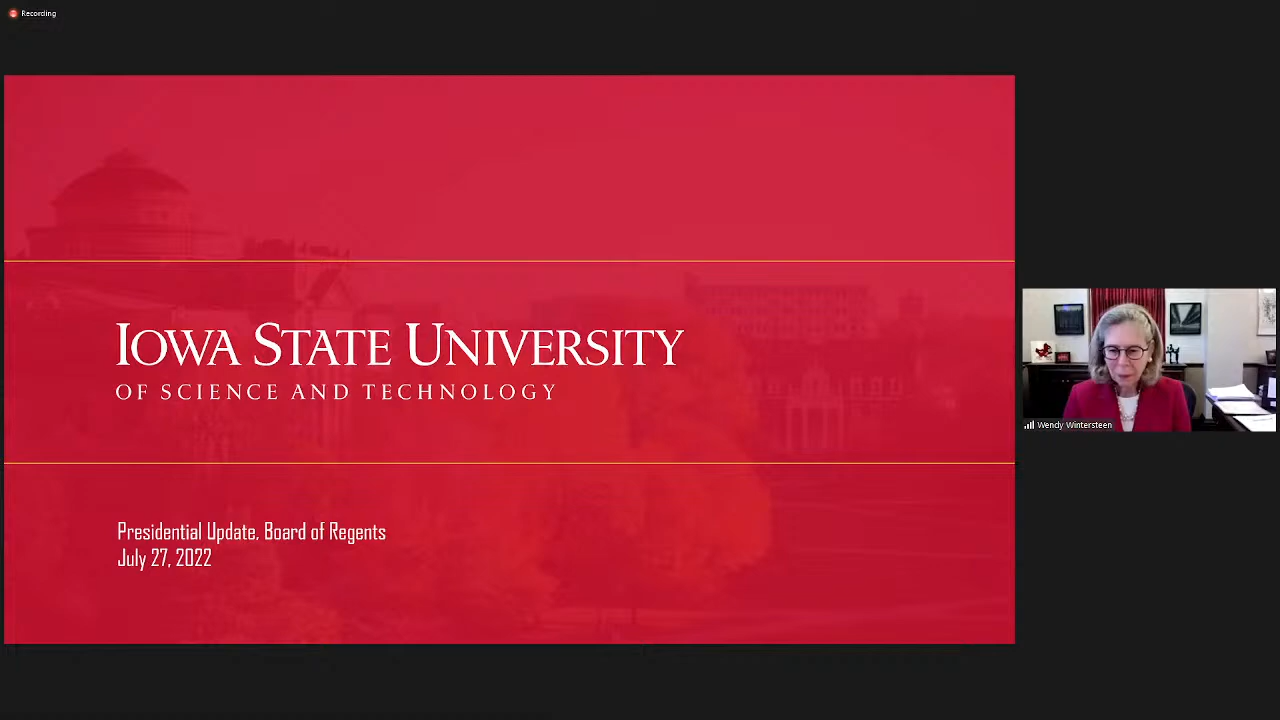 Recording
IOWA STATE UNIVERSITY
OF SCIENCE AND TECHNOLOGY
Presidential Update, Board of Regents
July 27, 2022
Wendy Wintersteen